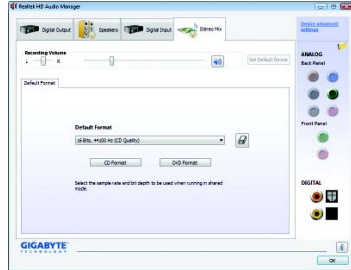 Realtek HD Audio Manager
Digital Output
Speakers
Digital Input
Stereo Mix
Device advanced
settings
Recording Volume
L
R
Set Default Device
ANALOG
Back Panel
Default Format
Default Format
16 Bits, 44100 Hz (CD Quality)
CD Format
DVD Format
Select the sample rate and bit depth to be used when running in shared
mode.
Front Panel
DIGITAL
GIGABYTE
TECHNOLOGY
OK